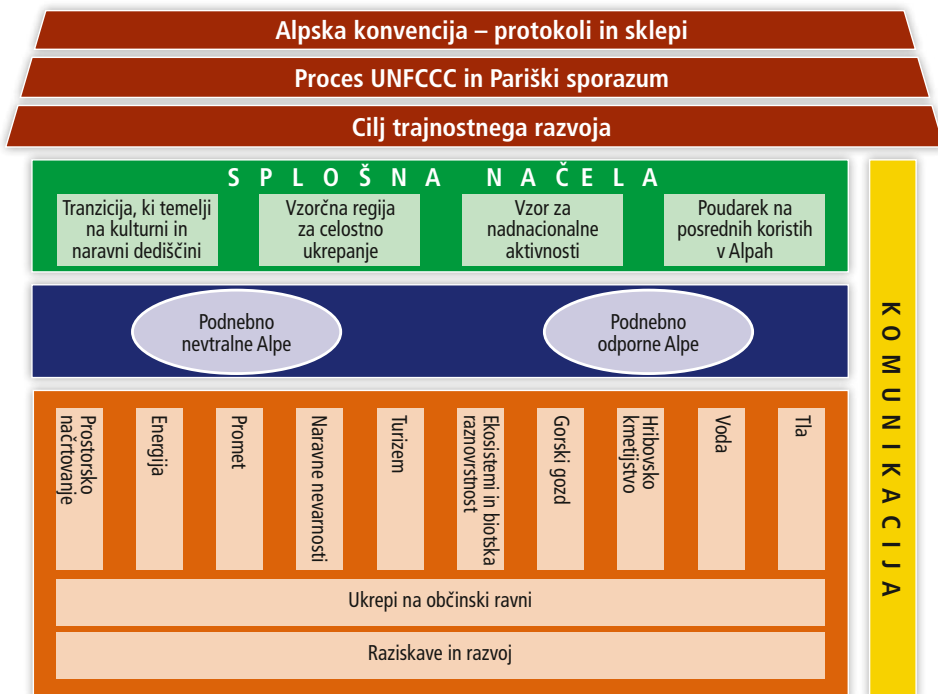 Alpska konvencija – protokoli in sklepi
Proces UNFCCC in Pariški sporazum
Cilj trajnostnega razvoja
SPLOŠNA NAČELA
Tranzicija, ki temelji
na kulturni in
naravni dediščini
Vzorčna regija
za celostno
ukrepanje
Vzor za
nadnacionalne
aktivnosti
Poudarek na
posrednih koristih
v Alpah
Podnebno
nevtralne Alpe
Podnebno
odporne Alpe
Prostorsko
načrtovanje
Energija
Promet
Naravne nevarnosti
Turizem
Ekosistemi in biotska
raznovrstnost
Gorski gozd
Hribovsko
kmetijstvo
Voda
Tla
Ukrepi na občinski ravni
Raziskave in razvoj
KOMUNIKACIJA